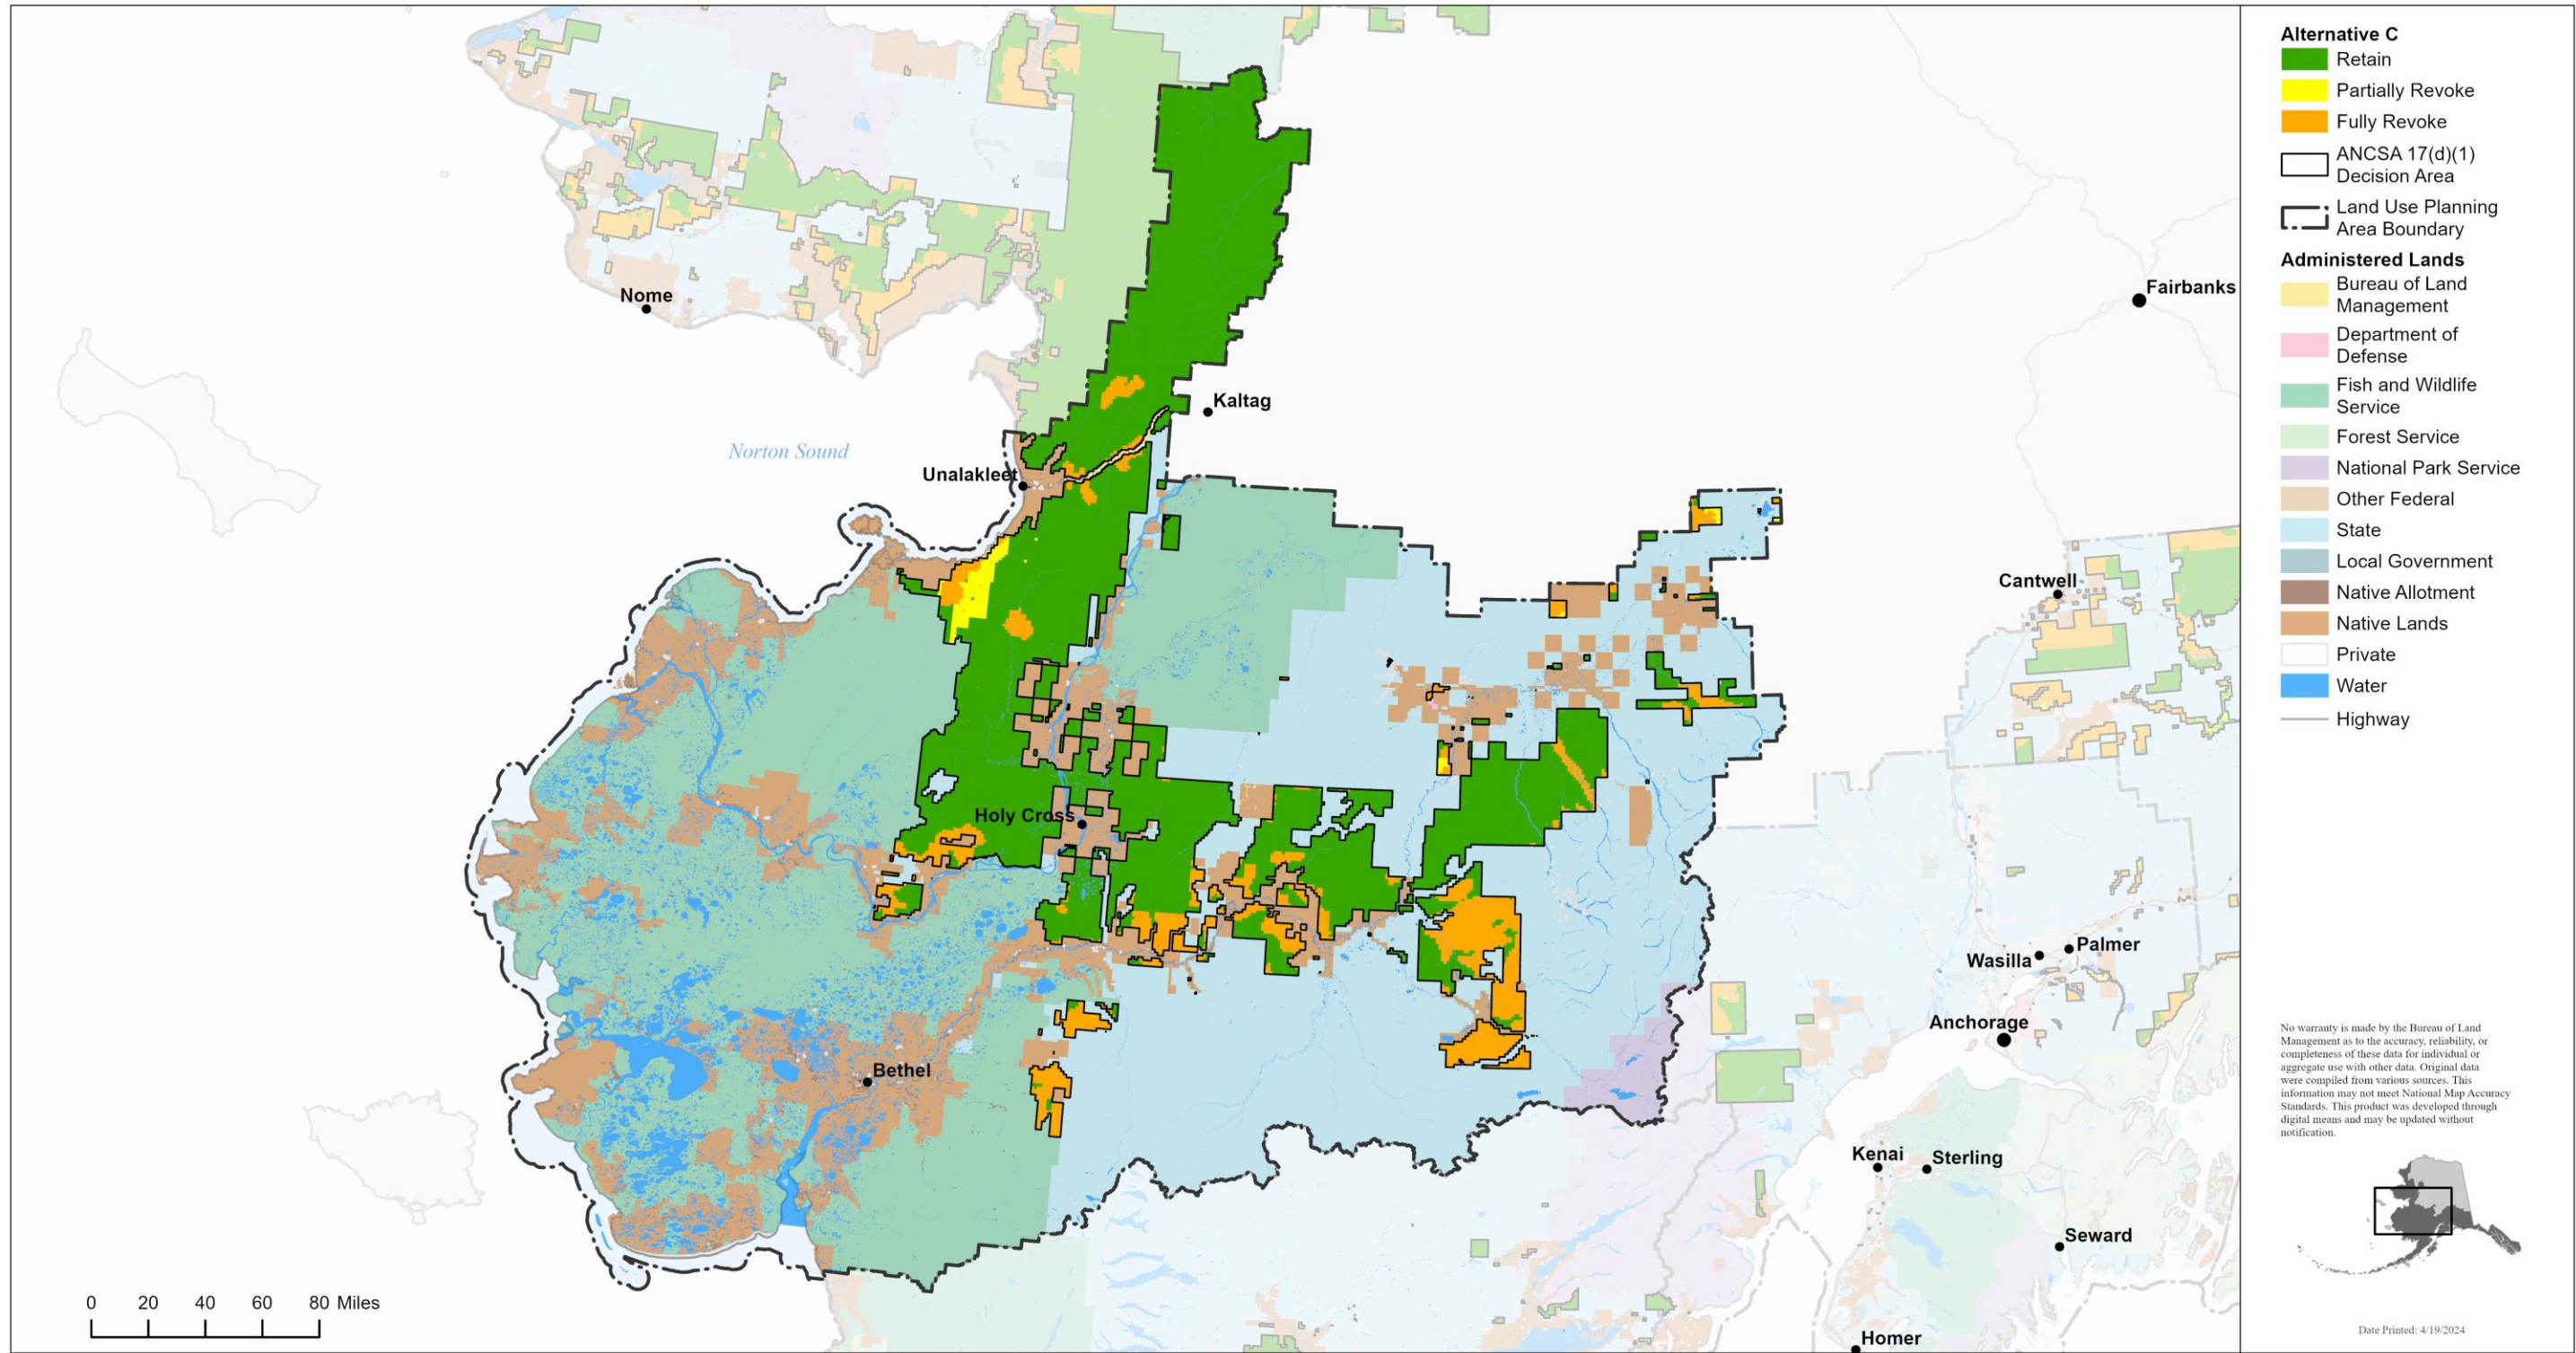 Nome
Fairbanks
Kaltag
Norton Sound
Unalakleet
Cantwell
Holy Cross
Palmer
Wasilla
Anchorage
Bethel
Kenai
Sterling
Seward
Homer
0 20 40 60 80 Miles
Alternative C
Retain
Partially Revoke
Fully Revoke
ANCSA 17(d)(1)
Decision Area
Land Use Planning
Area Boundary
Administered Lands
Bureau of Land
Management
Department of
Defense
Fish and Wildlife
Service
Forest Service
National Park Service
Other Federal
State
Local Government
Native Allotment
Native Lands
Private
Water
Highway
No warranty is made by the Bureau of Land
Management as to the accuracy, reliability, or
completeness of these data for individual or
aggregate use with other data. Original data
were compiled from various sources. This
information may not meet National Map Accuracy
Standards. This product was developed through
digital means and may be updated without
notification.
Date Printed: 4/19/2024